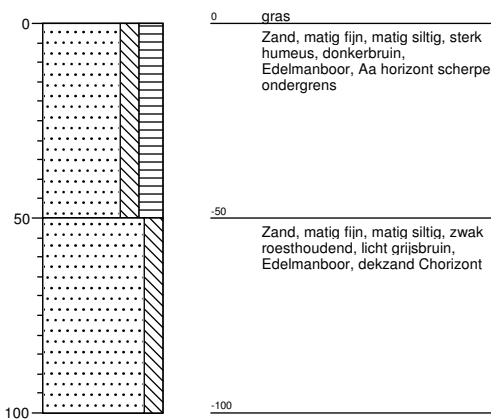 0
0 gras
Zand, matig fijn, matig siltig, sterk
humeus, donkerbruin,
Edelmanboor, Aa horizont scherpe
ondergrens
50
-50
Zand, matig fijn, matig siltig, zwak
roesthoudend, licht grijsbruin,
Edelmanboor, dekzand Chorizont
100
-100